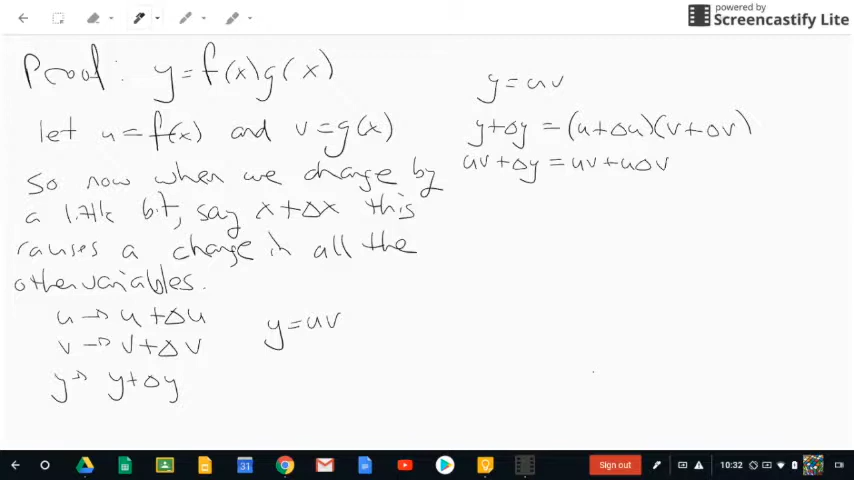 powered by
Screencastify Lite
Proof: y=f(x)g(x)
let u=f(x) and v=g(x)
So now when we change by
a little bit, say x+Δx this
causes a change in all the
other variables.
u → u+Δu
v → v+Δv
y → y+Δy
y=uv
y=uv
y+Δy=(u+Δu)(v+Δv)
uv+Δy=uv+uΔv
31
Sign out
10:32